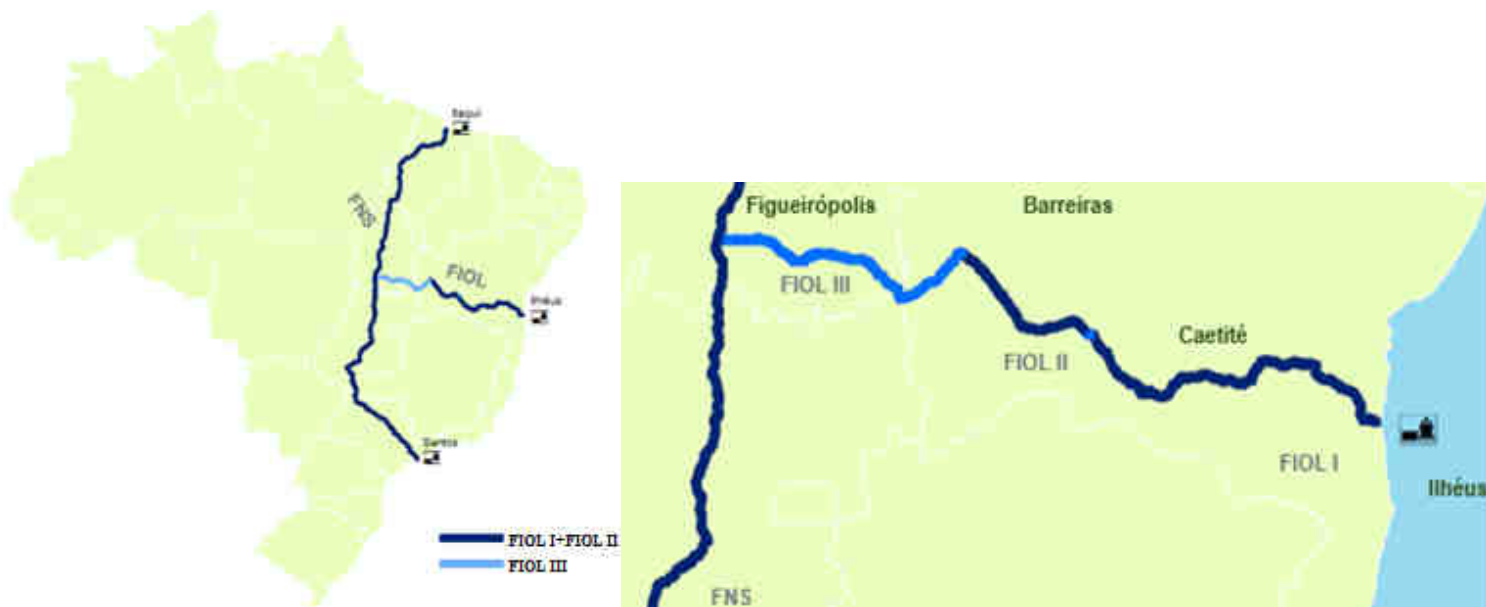 Itaqui
FNS
FIOL
Ilhéus
Santos
FIOL I+FIOL II
FIOL III
Figueirópolis
Barreiras
FIOL III
Caetité
FIOL II
FIOL I
Ilhéus
FNS